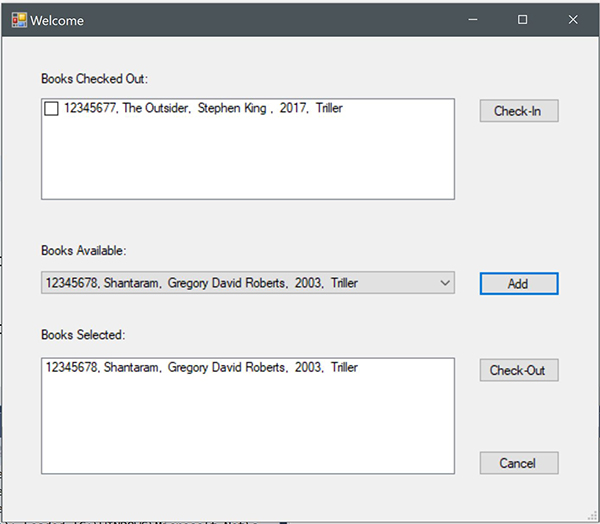 Welcome
Books Checked Out:
12345677, The Outsider, Stephen King , 2017, Triller
Check-In
Books Available:
12345678, Shantaram, Gregory David Roberts, 2003, Triller
Add
Books Selected:
12345678, Shantaram, Gregory David Roberts, 2003, Triller
Check-Out
Cancel